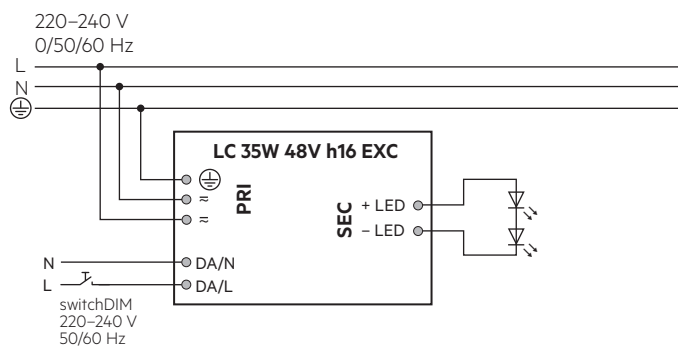 220–240 V
0/50/60 Hz
L
N
LC 35W 48V h16 EXC
PRI
≂
≂
SEC
+ LED
– LED
N
DA/N
L
DA/L
switchDIM
220–240 V
50/60 Hz